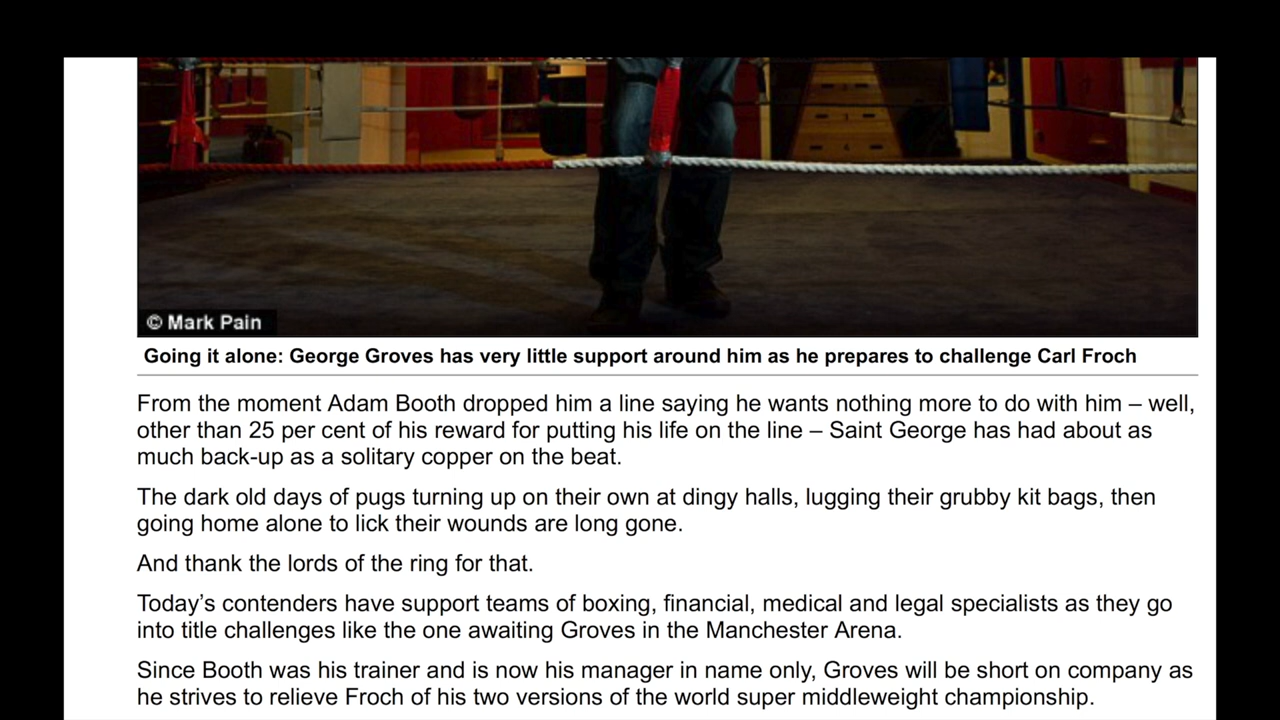 © Mark Pain
Going it alone: George Groves has very little support around him as he prepares to challenge Carl Froch
From the moment Adam Booth dropped him a line saying he wants nothing more to do with him – well,
other than 25 per cent of his reward for putting his life on the line – Saint George has had about as
much back-up as a solitary copper on the beat.
The dark old days of pugs turning up on their own at dingy halls, lugging their grubby kit bags, then
going home alone to lick their wounds are long gone.
And thank the lords of the ring for that.
Today’s contenders have support teams of boxing, financial, medical and legal specialists as they go
into title challenges like the one awaiting Groves in the Manchester Arena.
Since Booth was his trainer and is now his manager in name only, Groves will be short on company as
he strives to relieve Froch of his two versions of the world super middleweight championship.